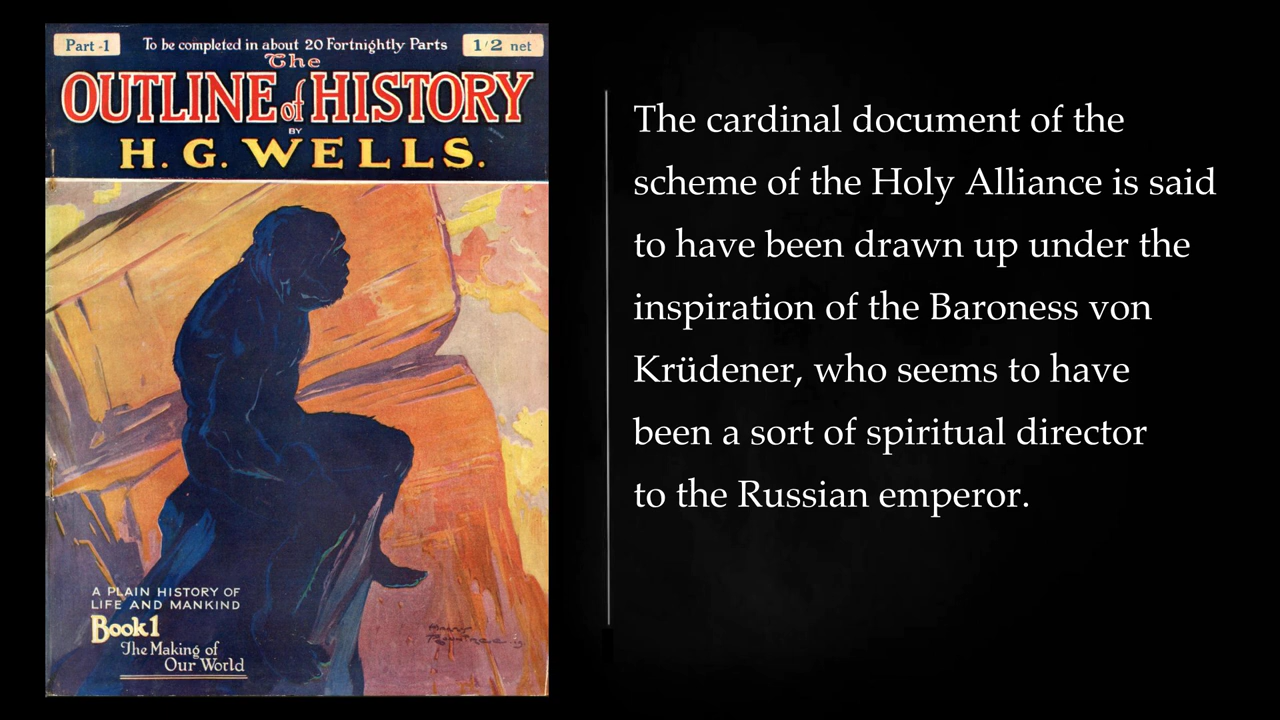 Part -1
To be completed in about 20 Fortnightly Parts
1/2 net
The
OUTLINE of HISTORY
BY
H. G. WELLS.
A PLAIN HISTORY OF
LIFE AND MANKIND
Book 1
The Making of
Our World
The cardinal document of the
scheme of the Holy Alliance is said
to have been drawn up under the
inspiration of the Baroness von
Krüdener, who seems to have
been a sort of spiritual director
to the Russian emperor.